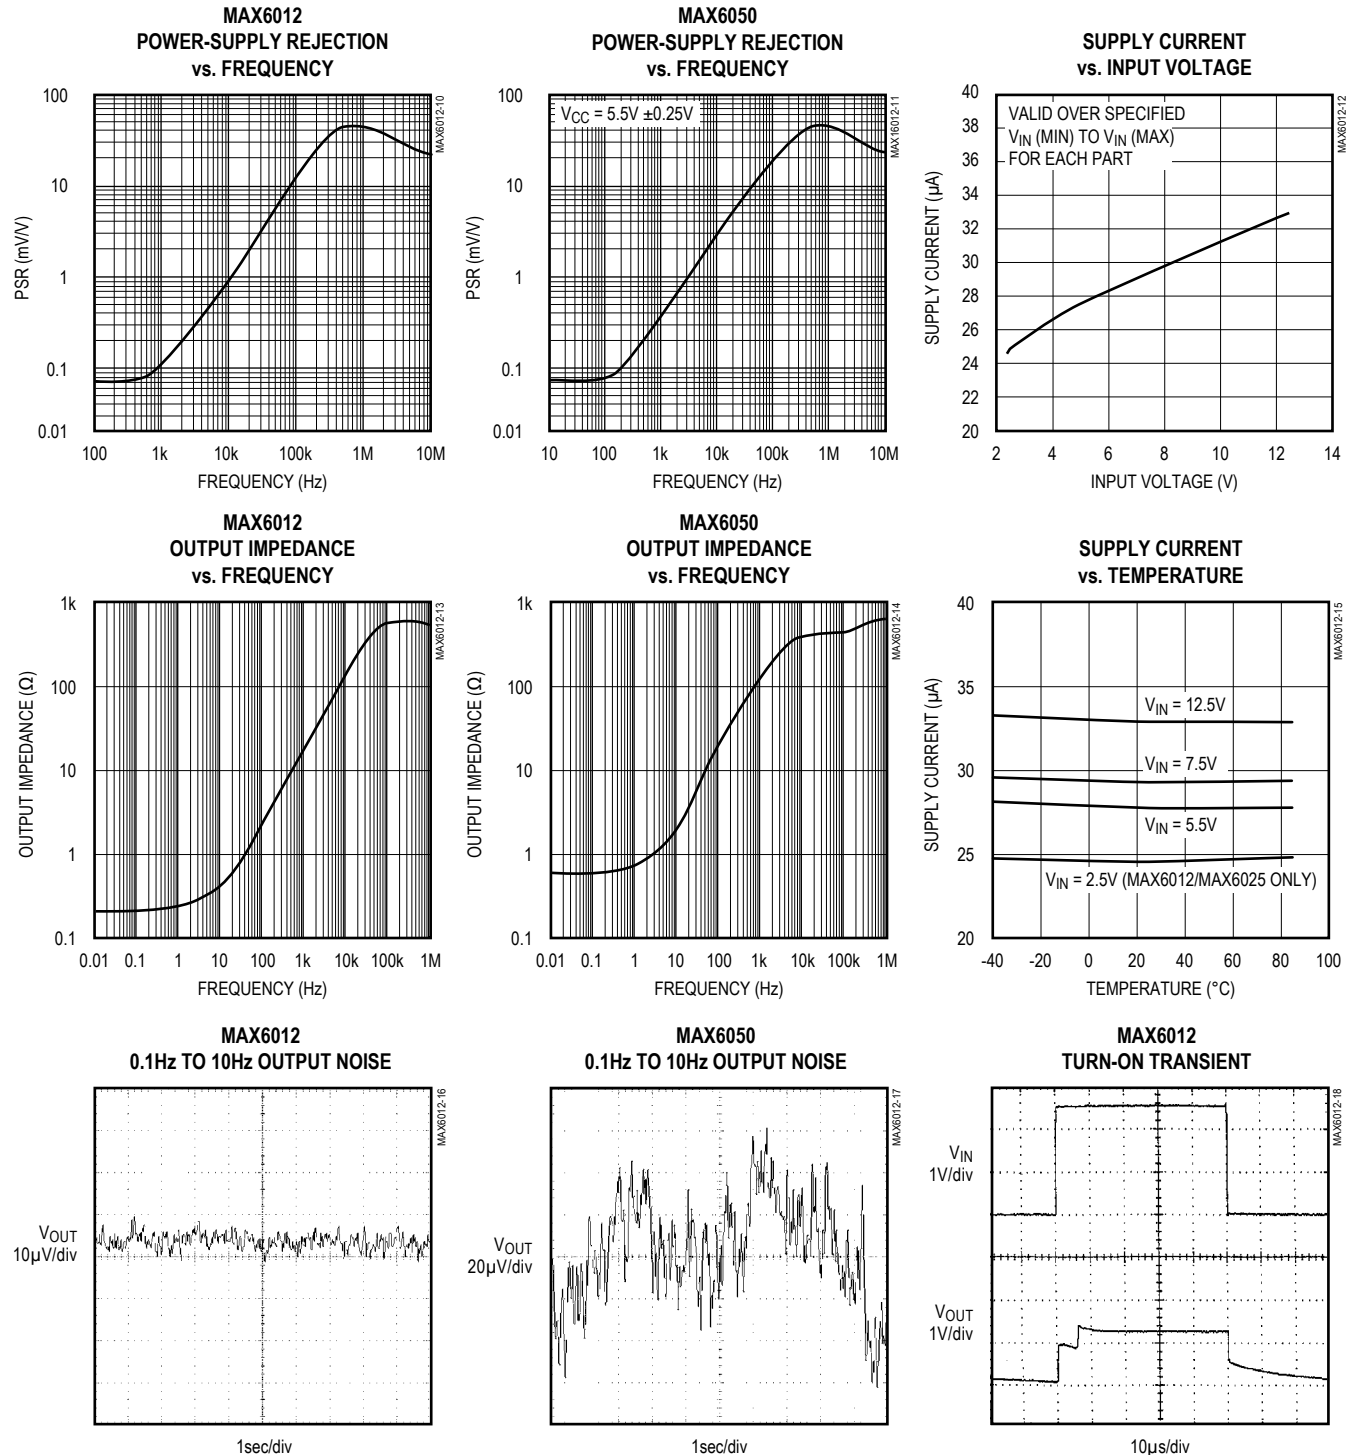 MAX6012
POWER-SUPPLY REJECTION
vs. FREQUENCY
100
10
1
0.1
0.01
PSR (mV/V)
MAX6012-10
100
1k
10k
100k
1M
10M
FREQUENCY (Hz)
MAX6050
POWER-SUPPLY REJECTION
vs. FREQUENCY
VCC = 5.5V ±0.25V
100
10
1
0.1
0.01
PSR (mV/V)
MAX16012-11
10
100
1k
10k
100k
1M
10M
FREQUENCY (Hz)
SUPPLY CURRENT
vs. INPUT VOLTAGE
VALID OVER SPECIFIED
VIN (MIN) TO VIN (MAX)
FOR EACH PART
40
38
36
34
32
30
28
26
24
22
20
SUPPLY CURRENT (µA)
MAX6012-12
2
4
6
8
10
12
14
INPUT VOLTAGE (V)
MAX6012
OUTPUT IMPEDANCE
vs. FREQUENCY
1k
100
10
1
0.1
OUTPUT IMPEDANCE (Ω)
MAX6012-13
0.01
0.1
1
10
100
1k
10k
100k
1M
FREQUENCY (Hz)
MAX6050
OUTPUT IMPEDANCE
vs. FREQUENCY
1k
100
10
1
0.1
OUTPUT IMPEDANCE (Ω)
MAX6012-14
0.01
0.1
1
10
100
1k
10k
100k
1M
FREQUENCY (Hz)
SUPPLY CURRENT
vs. TEMPERATURE
40
35
30
25
20
SUPPLY CURRENT (µA)
MAX6012-15
VIN = 12.5V
VIN = 7.5V
VIN = 5.5V
VIN = 2.5V (MAX6012/MAX6025 ONLY)
-40
-20
0
20
40
60
80
100
TEMPERATURE (°C)
MAX6012
0.1Hz TO 10Hz OUTPUT NOISE
MAX6012-16
VOUT
10µV/div
1sec/div
MAX6050
0.1Hz TO 10Hz OUTPUT NOISE
MAX6012-17
VOUT
20µV/div
1sec/div
MAX6012
TURN-ON TRANSIENT
MAX6012-18
VIN
1V/div
VOUT
1V/div
10µs/div